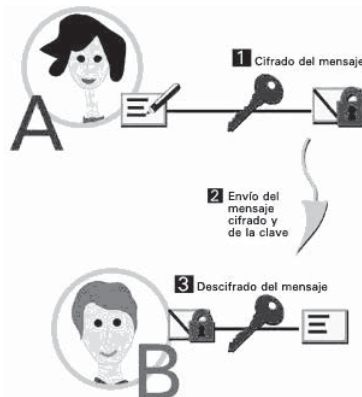 1 Cifrado del mensaje
A
2 Envío del
mensaje
cifrado y
de la clave
3 Descifrado del mensaje
B